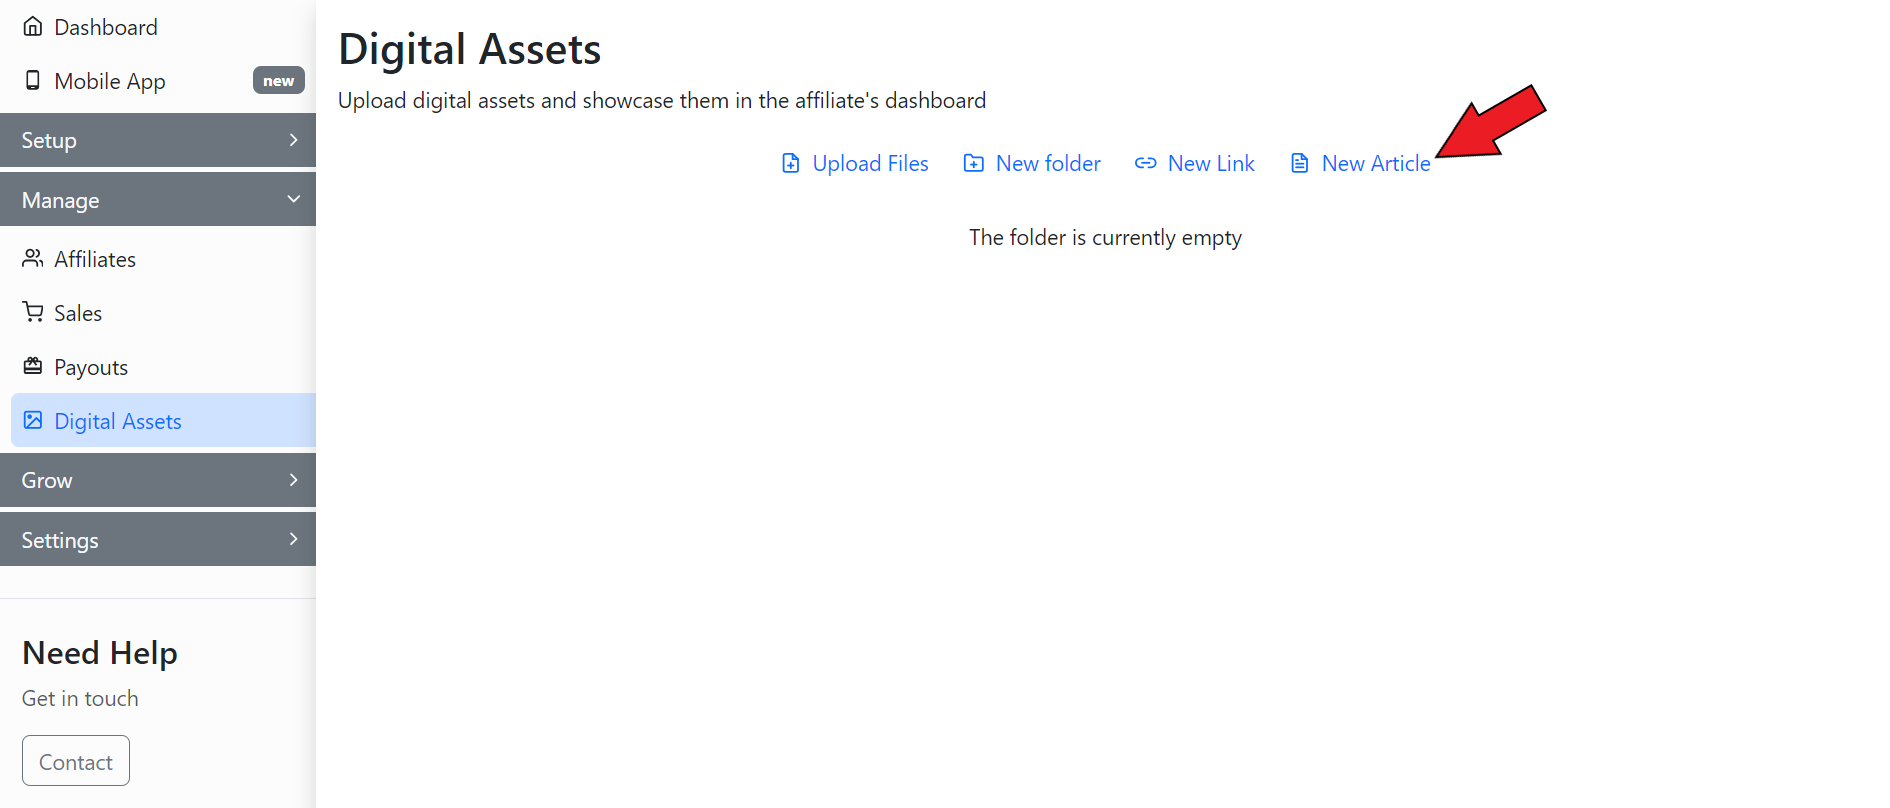 Dashboard
Mobile App new
Setup
Manage
Affiliates
Sales
Payouts
Digital Assets
Grow
Settings
Need Help
Get in touch
Contact
Digital Assets
Upload digital assets and showcase them in the affiliate's dashboard
Upload Files New folder New Link New Article
The folder is currently empty